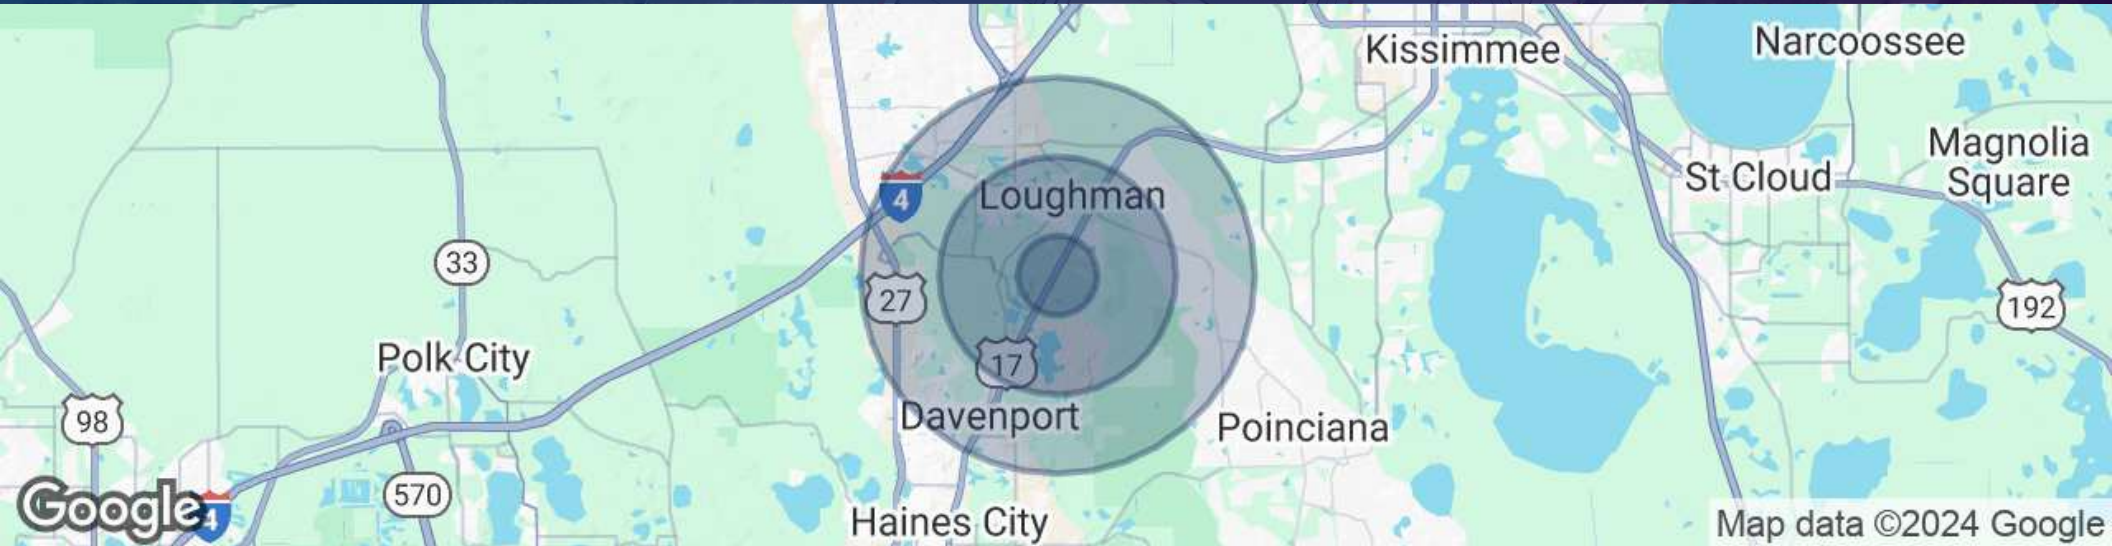 Kissimmee
Narcoossee
Magnolia
Square
St Cloud
Loughman
4
33
27
192
17
Polk City
98
Davenport
Poinciana
570
Google
4
Haines City
Map data ©2024 Google